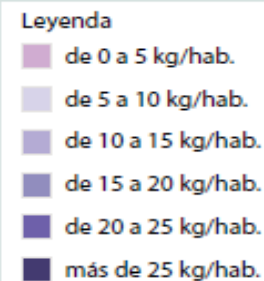 Leyenda
de 0 a 5 kg/hab.
de 5 a 10 kg/hab.
de 10 a 15 kg/hab.
de 15 a 20 kg/hab.
de 20 a 25 kg/hab.
más de 25 kg/hab.